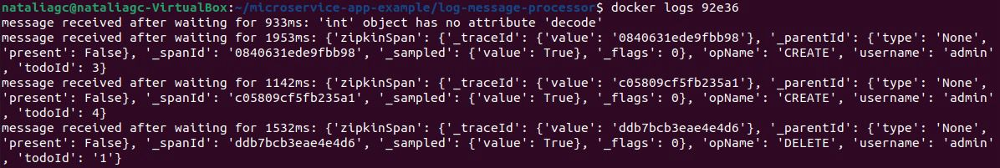 nataliagc@nataliagc-VirtualBox:~/microservice-app-example/log-message-processor$ docker logs 92e36
message received after waiting for 933ms: 'int' object has no attribute 'decode'
message received after waiting for 1953ms: {'zipkinSpan': {'_traceId': {'value': '0840631ede9fbb98'}, '_parentId': {'type': 'None',
'present': False}, '_spanId': '0840631ede9fbb98', '_sampled': {'value': True}, '_flags': 0}, 'opName': 'CREATE', 'username': 'admin'
, 'todoId': 3}
message received after waiting for 1142ms: {'zipkinSpan': {'_traceId': {'value': 'c05809cf5fb235a1'}, '_parentId': {'type': 'None',
'present': False}, '_spanId': 'c05809cf5fb235a1', '_sampled': {'value': True}, '_flags': 0}, 'opName': 'CREATE', 'username': 'admin'
, 'todoId': 4}
message received after waiting for 1532ms: {'zipkinSpan': {'_traceId': {'value': 'ddb7bcb3eae4e4d6'}, '_parentId': {'type': 'None',
'present': False}, '_spanId': 'ddb7bcb3eae4e4d6', '_sampled': {'value': True}, '_flags': 0}, 'opName': 'DELETE', 'username': 'admin'
, 'todoId': '1'}